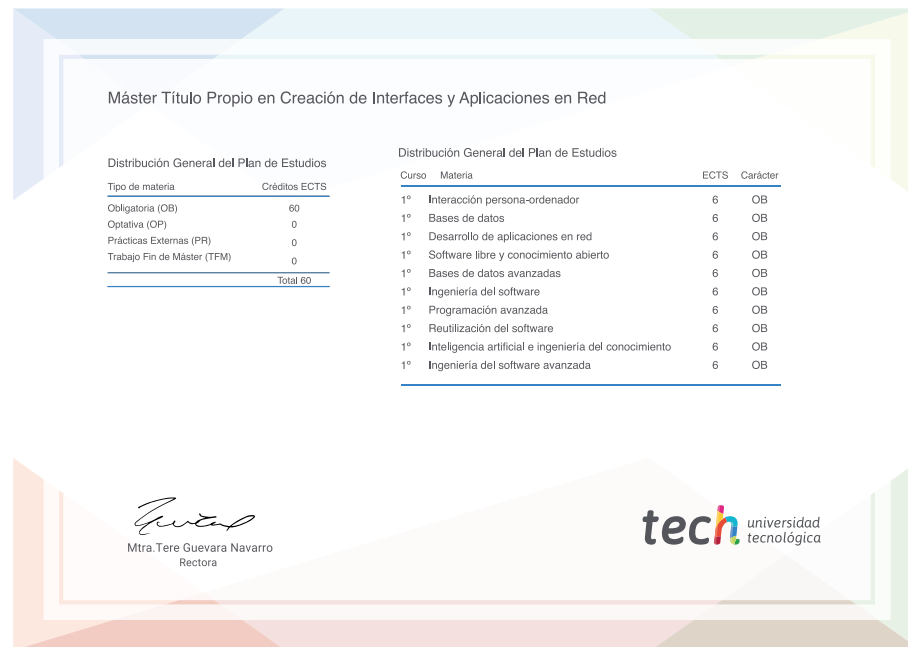 Máster Título Propio en Creación de Interfaces y Aplicaciones en Red
Distribución General del Plan de Estudios
Tipo de materia Créditos ECTS
Obligatoria (OB) 60
Optativa (OP) 0
Prácticas Externas (PR) 0
Trabajo Fin de Máster (TFM) 0
Total 60
Distribución General del Plan de Estudios
Curso Materia ECTS Carácter
1º Interacción persona-ordenador 6 OB
1º Bases de datos 6 OB
1º Desarrollo de aplicaciones en red 6 OB
1º Software libre y conocimiento abierto 6 OB
1º Bases de datos avanzadas 6 OB
1º Ingeniería del software 6 OB
1º Programación avanzada 6 OB
1º Reutilización del software 6 OB
1º Inteligencia artificial e ingeniería del conocimiento 6 OB
1º Ingeniería del software avanzada 6 OB
Mtra.Tere Guevara Navarro
Rectora
tech universidad
tecnológica